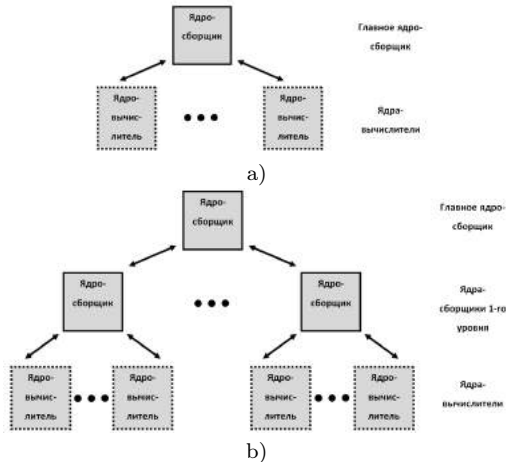 Ядро-
сборщик
Главное ядро-
сборщик
Ядро-
вычис-
литель
Ядро-
вычис-
литель
Ядра-
вычислители
a)
Ядро-
сборщик
Главное ядро-
сборщик
Ядро-
сборщик
Ядро-
сборщик
Ядра-
сборщики 1-го
уровня
Ядро-
вычис-
литель
Ядро-
вычис-
литель
Ядро-
вычис-
литель
Ядро-
вычис-
литель
Ядра-
вычислители
b)